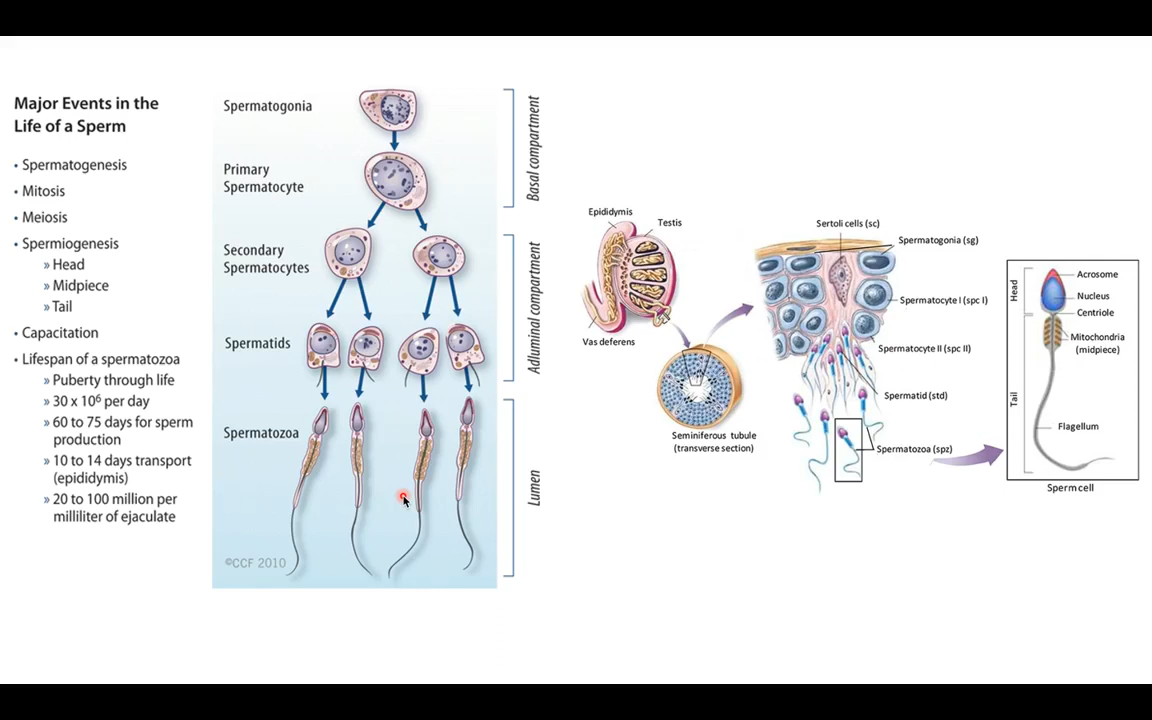 Major Events in the
Life of a Sperm
• Spermatogenesis
• Mitosis
• Meiosis
• Spermiogenesis
» Head
» Midpiece
» Tail
• Capacitation
• Lifespan of a spermatozoa
» Puberty through life
» 30 x 10⁶ per day
» 60 to 75 days for sperm
production
» 10 to 14 days transport
(epididymis)
» 20 to 100 million per
milliliter of ejaculate
Spermatogonia
Primary
Spermatocyte
Secondary
Spermatocytes
Spermatids
Spermatozoa
©CCF 2010
Basal compartment
Adluminal compartment
Lumen
Epididymis
Testis
Vas deferens
Seminiferous tubule
(transverse section)
Sertoli cells (sc)
Spermatogonia (sg)
Spermatocyte I (spc I)
Spermatocyte II (spc II)
Spermatid (std)
Spermatozoa (spz)
Head
Tail
Acrosome
Nucleus
Centriole
Mitochondria
(midpiece)
Flagellum
Sperm cell